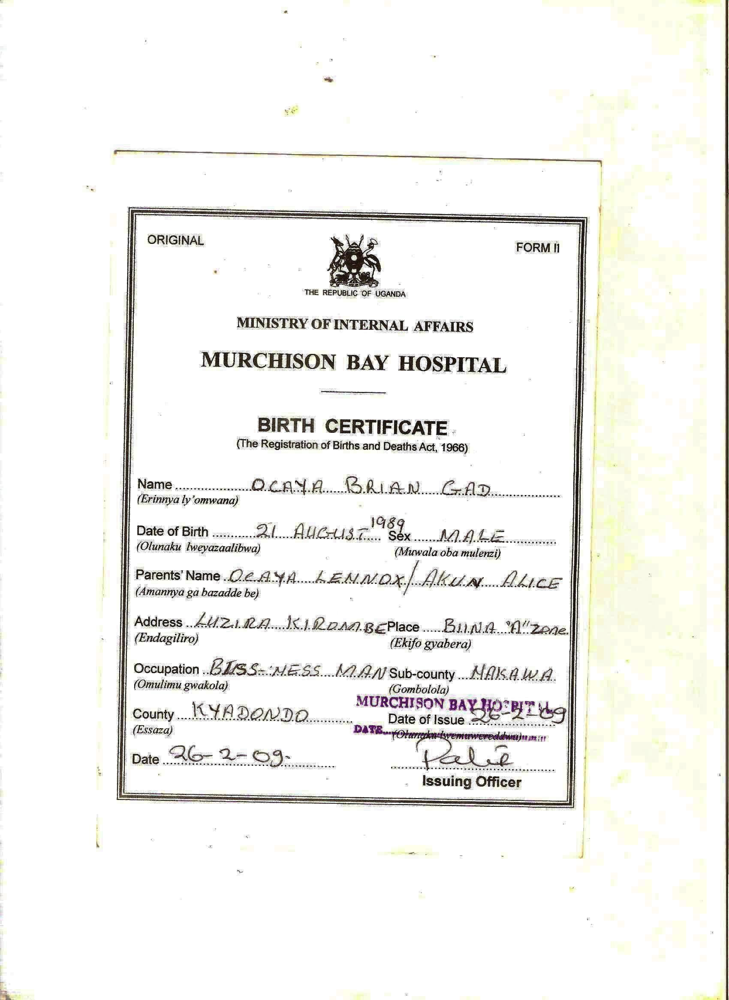 ORIGINAL
FORM II
THE REPUBLIC OF UGANDA
MINISTRY OF INTERNAL AFFAIRS
MURCHISON BAY HOSPITAL
BIRTH CERTIFICATE
(The Registration of Births and Deaths Act, 1966)
Name OCAYA BRIAN GAD
(Erinnya ly'omwana)
Date of Birth 21 AUGUST 1989 Sex MALE
(Olunaku lweyazaalibwa) (Muwala oba mulenzi)
Parents' Name OCAYA LENNOX / AKUN ALICE
(Amannya ga bazadde be)
Address LUZIRA KIROMBE Place BIINA "A" Zone
(Endagiliro) (Ekifo gyabera)
Occupation BUSS-NESS MAN Sub-county NAKAWA
(Omulimu gwakola) (Gombolola)
MURCHISON BAY HOSPITAL
County KYADONDO Date of Issue 26-2-09
(Essaza) DATE (Olunaku lwemuwereddwa)
Date 26-2-09.
Issuing Officer